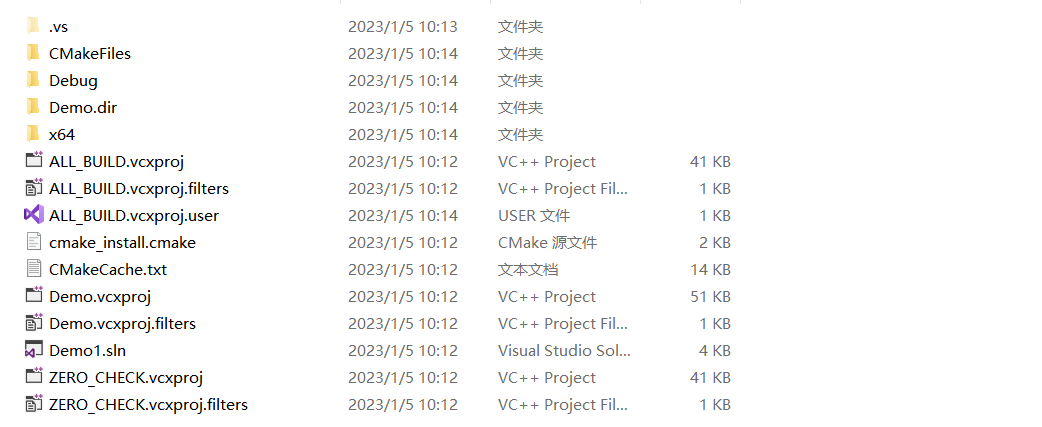 .vs 2023/1/5 10:13 文件夹
CMakeFiles 2023/1/5 10:14 文件夹
Debug 2023/1/5 10:14 文件夹
Demo.dir 2023/1/5 10:14 文件夹
x64 2023/1/5 10:14 文件夹
ALL_BUILD.vcxproj 2023/1/5 10:12 VC++ Project 41 KB
ALL_BUILD.vcxproj.filters 2023/1/5 10:12 VC++ Project Fil... 1 KB
ALL_BUILD.vcxproj.user 2023/1/5 10:14 USER 文件 1 KB
cmake_install.cmake 2023/1/5 10:12 CMake 源文件 2 KB
CMakeCache.txt 2023/1/5 10:12 文本文档 14 KB
Demo.vcxproj 2023/1/5 10:12 VC++ Project 51 KB
Demo.vcxproj.filters 2023/1/5 10:12 VC++ Project Fil... 1 KB
Demo1.sln 2023/1/5 10:12 Visual Studio Sol... 4 KB
ZERO_CHECK.vcxproj 2023/1/5 10:12 VC++ Project 41 KB
ZERO_CHECK.vcxproj.filters 2023/1/5 10:12 VC++ Project Fil... 1 KB